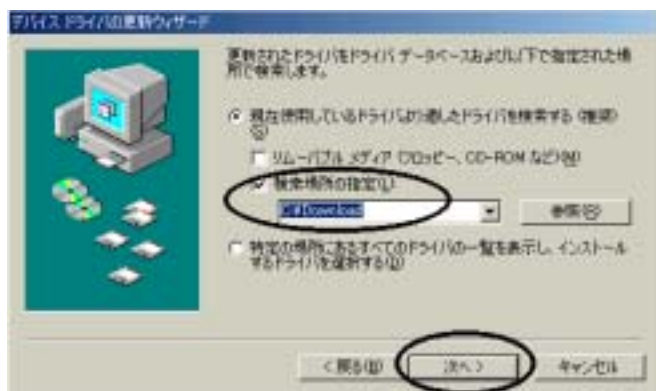 デバイス ドライバの更新ウィザード
更新されたドライバをドライバ データベースおよび以下で指定された場
所で検索します。
現在使用しているドライバより適したドライバを検索する (推奨)
(S)
リムーバブル メディア (フロッピー、CD-ROM など)(M)
検索場所の指定(L)
C:¥Download
参照(R)
特定の場所にあるすべてのドライバの一覧を表示し、インストール
するドライバを選択する(D)
< 戻る(B)
次へ >
キャンセル